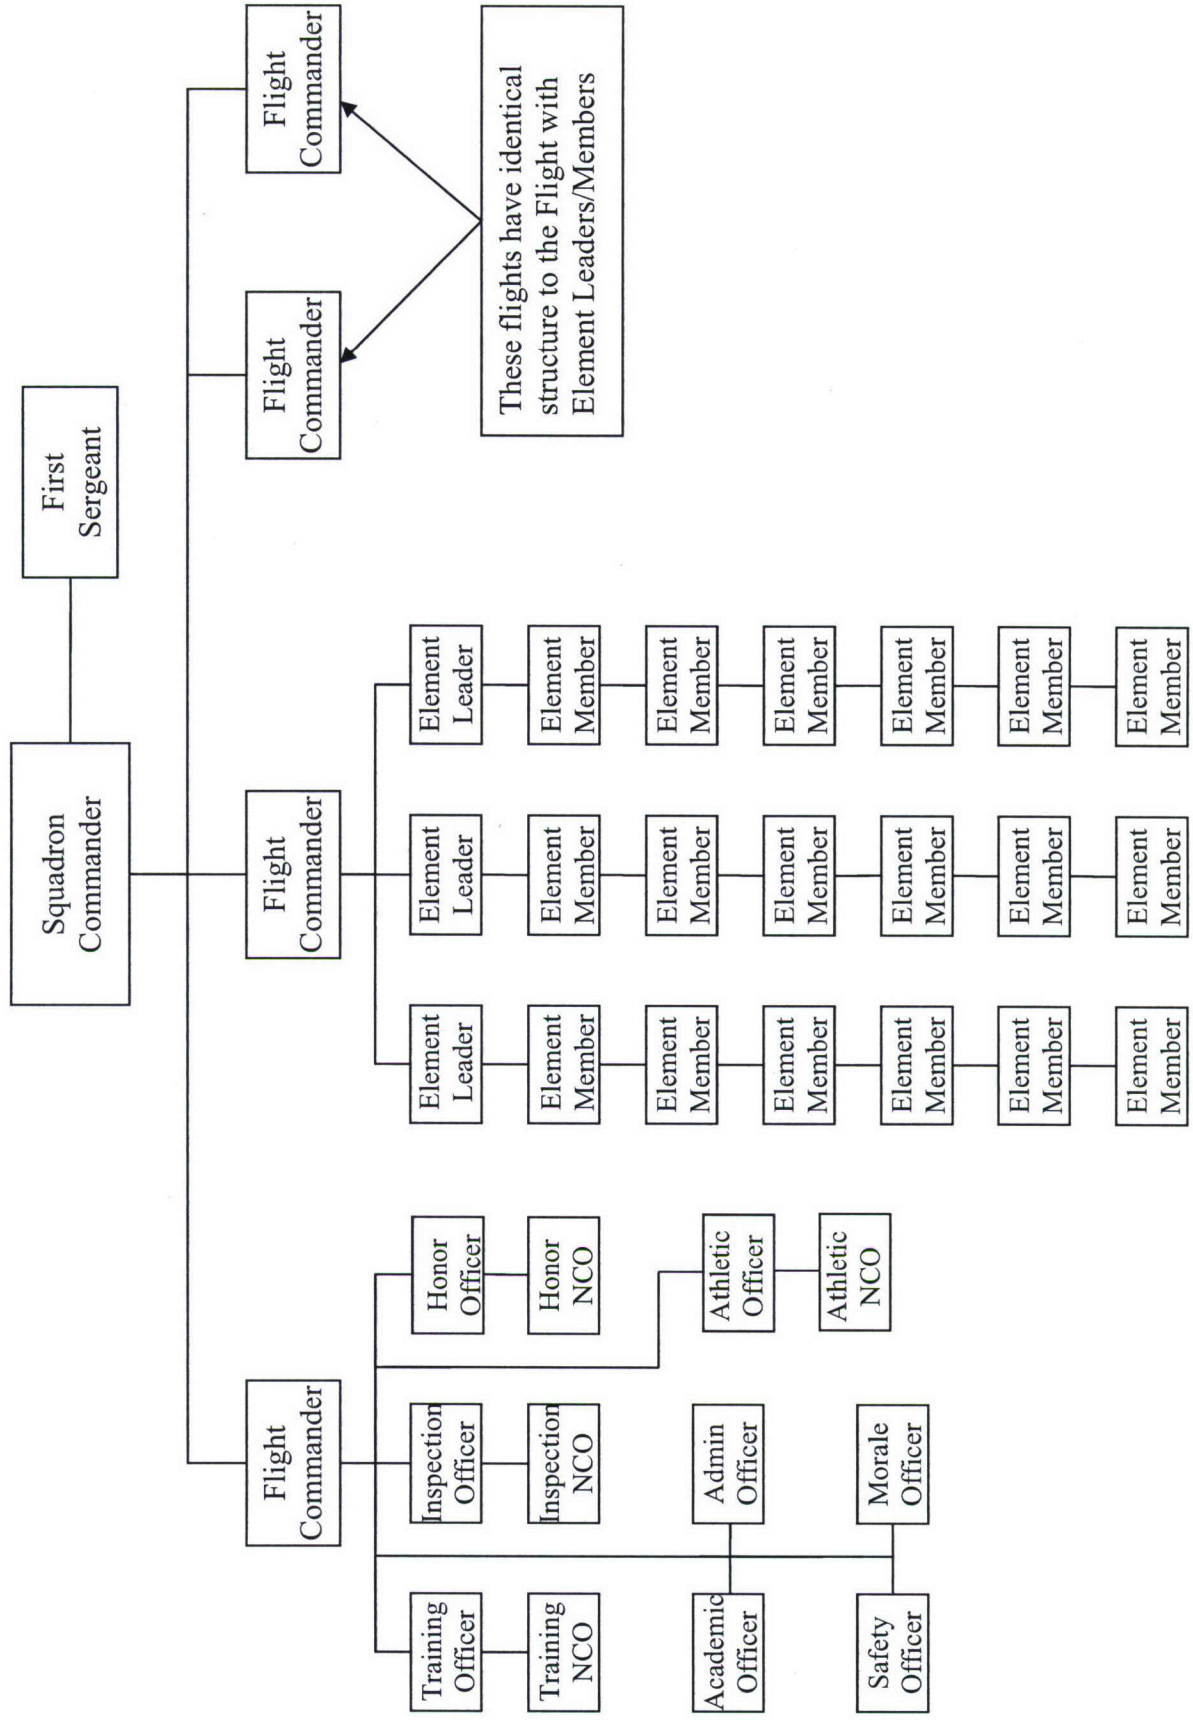 Squadron
Commander
First
Sergeant
Flight
Commander
Flight
Commander
Flight
Commander
Flight
Commander
Training
Officer
Inspection
Officer
Honor
Officer
Element
Leader
Element
Leader
Element
Leader
These flights have identical
structure to the Flight with
Element Leaders/Members
Training
NCO
Inspection
NCO
Honor
NCO
Element
Member
Element
Member
Element
Member
Element
Member
Element
Member
Element
Member
Academic
Officer
Admin
Officer
Athletic
Officer
Element
Member
Element
Member
Element
Member
Athletic
NCO
Safety
Officer
Morale
Officer
Element
Member
Element
Member
Element
Member
Element
Member
Element
Member
Element
Member
Element
Member
Element
Member
Element
Member